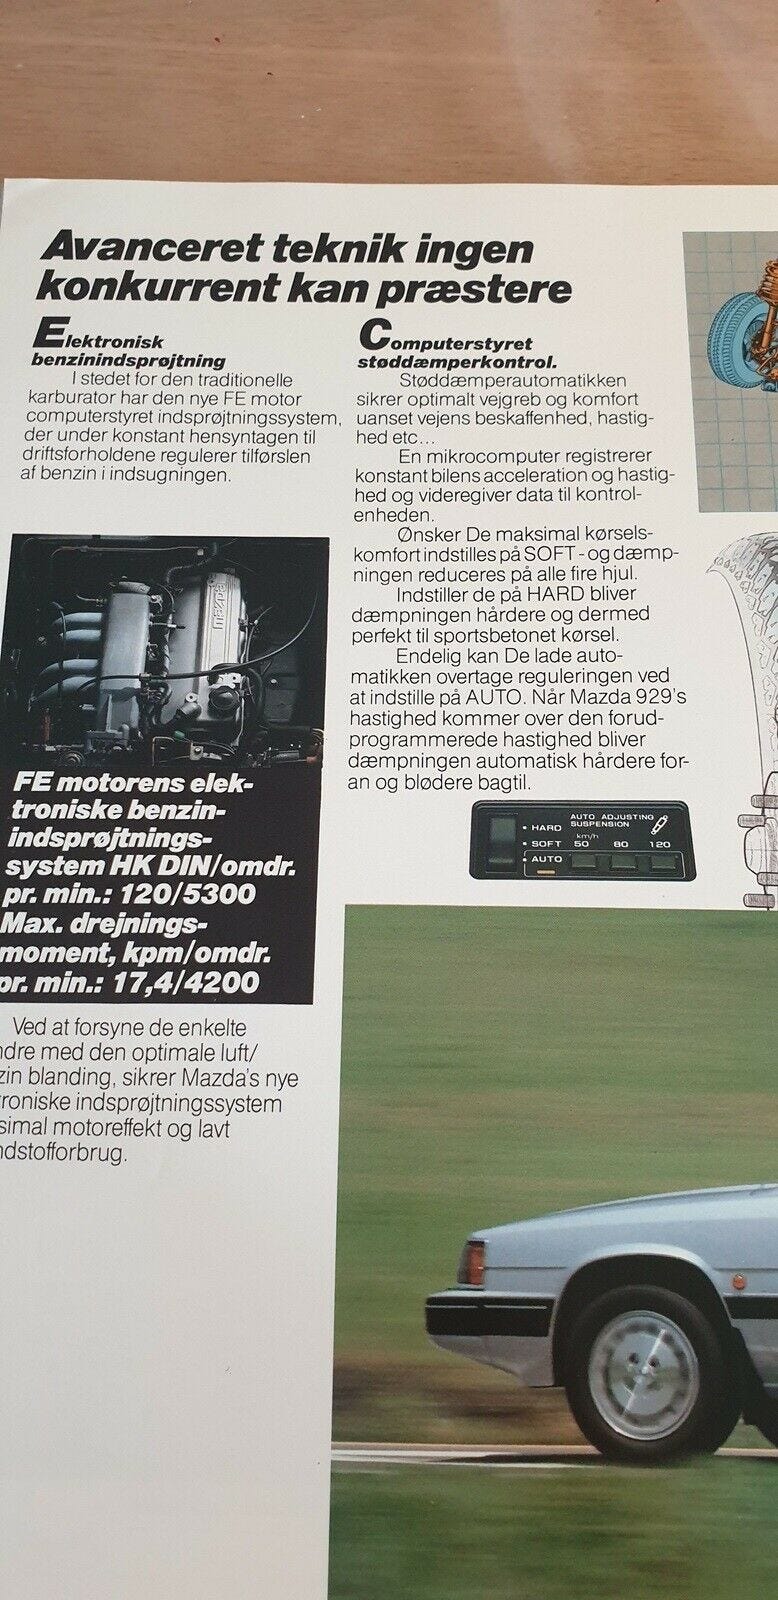 Avanceret teknik ingen
konkurrent kan præstere
Elektronisk
benzinindsprøjtning
I stedet for den traditionelle
karburator har den nye FE motor
computerstyret indsprøjtningssystem,
der under konstant hensyntagen til
driftsforholdene regulerer tilførslen
af benzin i indsugningen.
mazda
FE motorens elek-
troniske benzin-
indsprøjtnings-
system HK DIN/omdr.
pr. min.: 120/5300
Max. drejnings-
moment, kpm/omdr.
pr. min.: 17,4/4200
Ved at forsyne de enkelte
ndre med den optimale luft/
zin blanding, sikrer Mazda's nye
troniske indsprøjtningssystem
simal motoreffekt og lavt
ndstofforbrug.
Computerstyret
støddæmperkontrol.
Støddæmperautomatikken
sikrer optimalt vejgreb og komfort
uanset vejens beskaffenhed, hastig-
hed etc...
En mikrocomputer registrerer
konstant bilens acceleration og hastig-
hed og videregiver data til kontrol-
enheden.
Ønsker De maksimal kørsels-
komfort indstilles på SOFT - og dæmp-
ningen reduceres på alle fire hjul.
Indstiller de på HARD bliver
dæmpningen hårdere og dermed
perfekt til sportsbetonet kørsel.
Endelig kan De lade auto-
matikken overtage reguleringen ved
at indstille på AUTO. Når Mazda 929's
hastighed kommer over den forud-
programmerede hastighed bliver
dæmpningen automatisk hårdere for-
an og blødere bagtil.
AUTO ADJUSTING
SUSPENSION
HARD
km/h
SOFT 50 80 120
AUTO